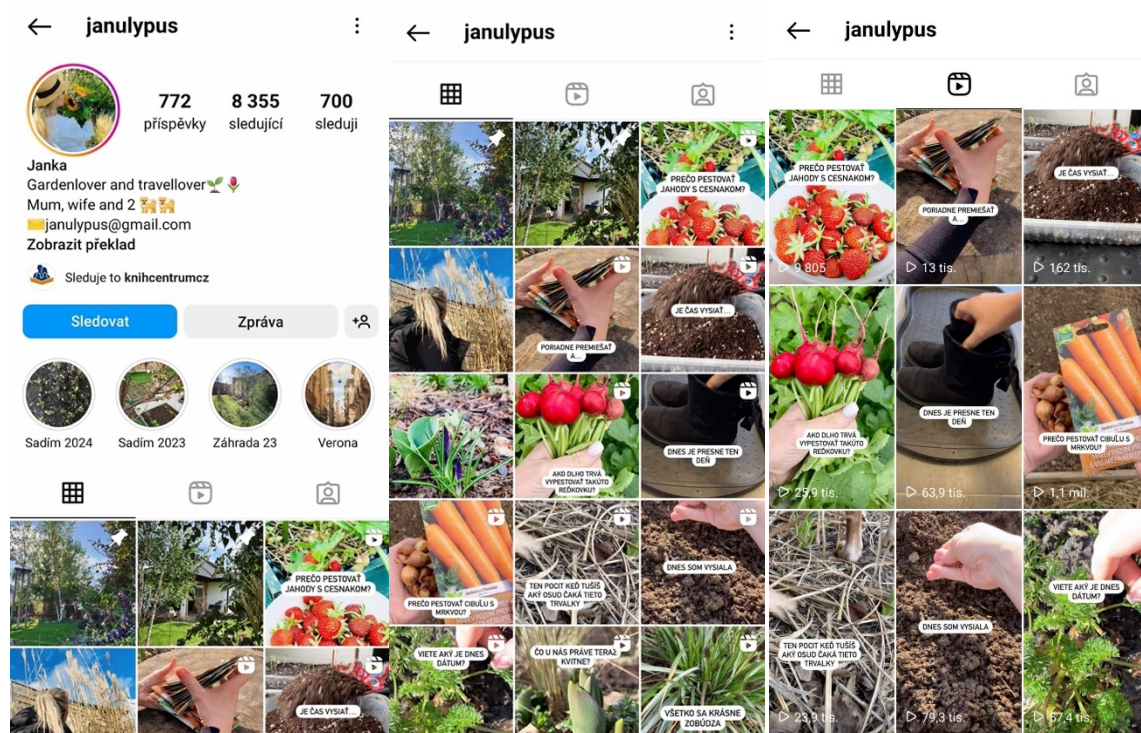 janulypus
772
8 355
700
příspěvky
sledující
sleduji
Janka
Gardenlover and travellover
Mum, wife and 2
janulypus@gmail.com
Zobrazit překlad
Sleduje to knihcentrumcz
Sledovat
Zpráva
Sadím 2024
Sadím 2023
Záhrada 23
Verona
PREČO PESTOVAŤ
JAHODY S CESNAKOM?
JE ČAS VYSIAŤ...
janulypus
PREČO PESTOVAŤ
JAHODY S CESNAKOM?
PORIADNE PREMIEŠAŤ
A...
JE ČAS VYSIAŤ...
AKO DLHO TRVÁ
VYPESTOVAŤ TAKÚTO
REĎKOVKU?
DNES JE PRESNE TEN
DEŇ
PREČO PESTOVAŤ CIBUĽU S
MRKVOU?
TEN POCIT KEĎ TUŠÍŠ
AKÝ OSUD ČAKÁ TIETO
TRVALKY
DNES SOM VYSIALA
VIETE AKÝ JE DNES
DÁTUM?
ČO U NÁS PRÁVE TERAZ
KVITNE?
VŠETKO SA KRÁSNE
ZOBÚDZA
janulypus
PREČO PESTOVAŤ
JAHODY S CESNAKOM?
9 805
PORIADNE PREMIEŠAŤ
A...
13 tis.
JE ČAS VYSIAŤ...
162 tis.
AKO DLHO TRVÁ
VYPESTOVAŤ TAKÚTO
REĎKOVKU?
25,9 tis.
DNES JE PRESNE TEN
DEŇ
63,9 tis.
PREČO PESTOVAŤ CIBUĽU S
MRKVOU?
1,1 mil.
TEN POCIT KEĎ TUŠÍŠ
AKÝ OSUD ČAKÁ TIETO
TRVALKY
23,9 tis.
DNES SOM VYSIALA
79,3 tis.
VIETE AKÝ JE DNES
DÁTUM?
57,4 tis.